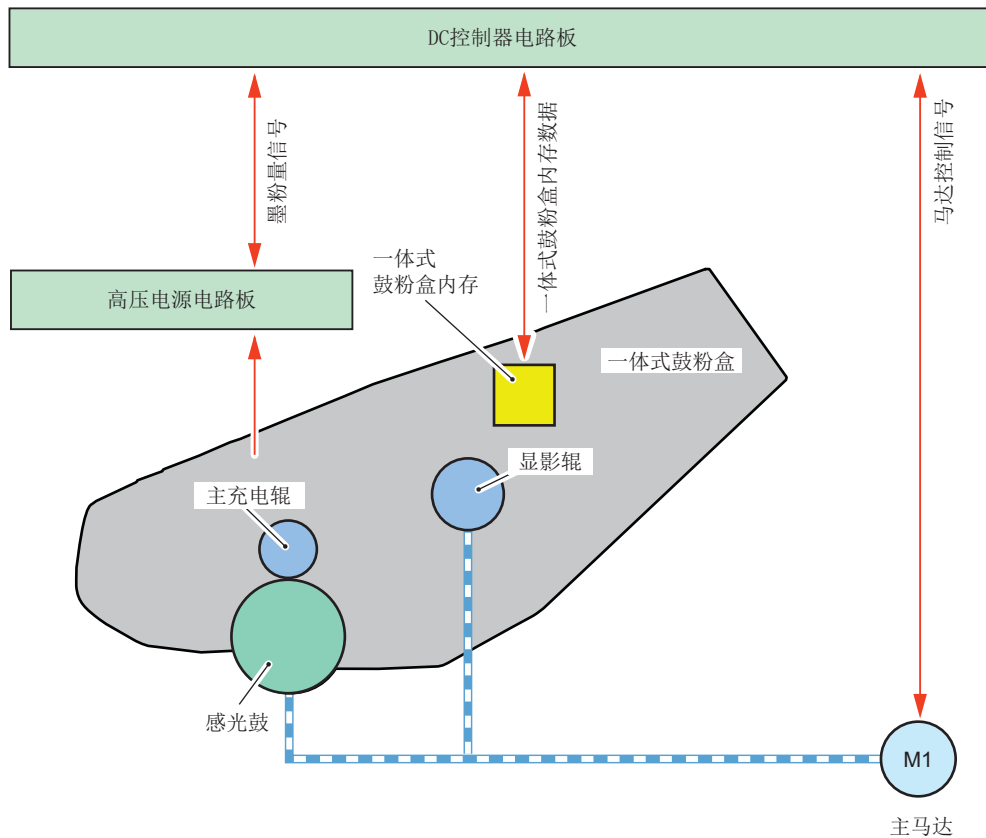 DC控制器电路板
墨粉量信号
一体式鼓粉盒内存数据
马达控制信号
高压电源电路板
一体式
鼓粉盒内存
一体式鼓粉盒
显影辊
主充电辊
感光鼓
M1
主马达